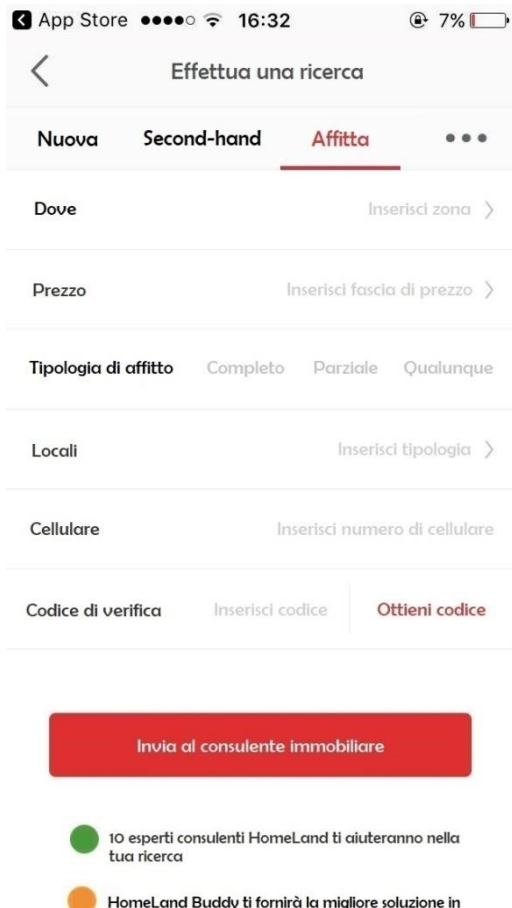 App Store 16:32 7%
Effettua una ricerca
Nuova Second-hand Affitta
Dove Inserisci zona
Prezzo Inserisci fascia di prezzo
Tipologia di affitto Completo Parziale Qualunque
Locali Inserisci tipologia
Cellulare Inserisci numero di cellulare
Codice di verifica Inserisci codice Ottieni codice
Invia al consulente immobiliare
10 esperti consulenti HomeLand ti aiuteranno nella
tua ricerca
HomeLand Buddy ti fornirà la migliore soluzione in